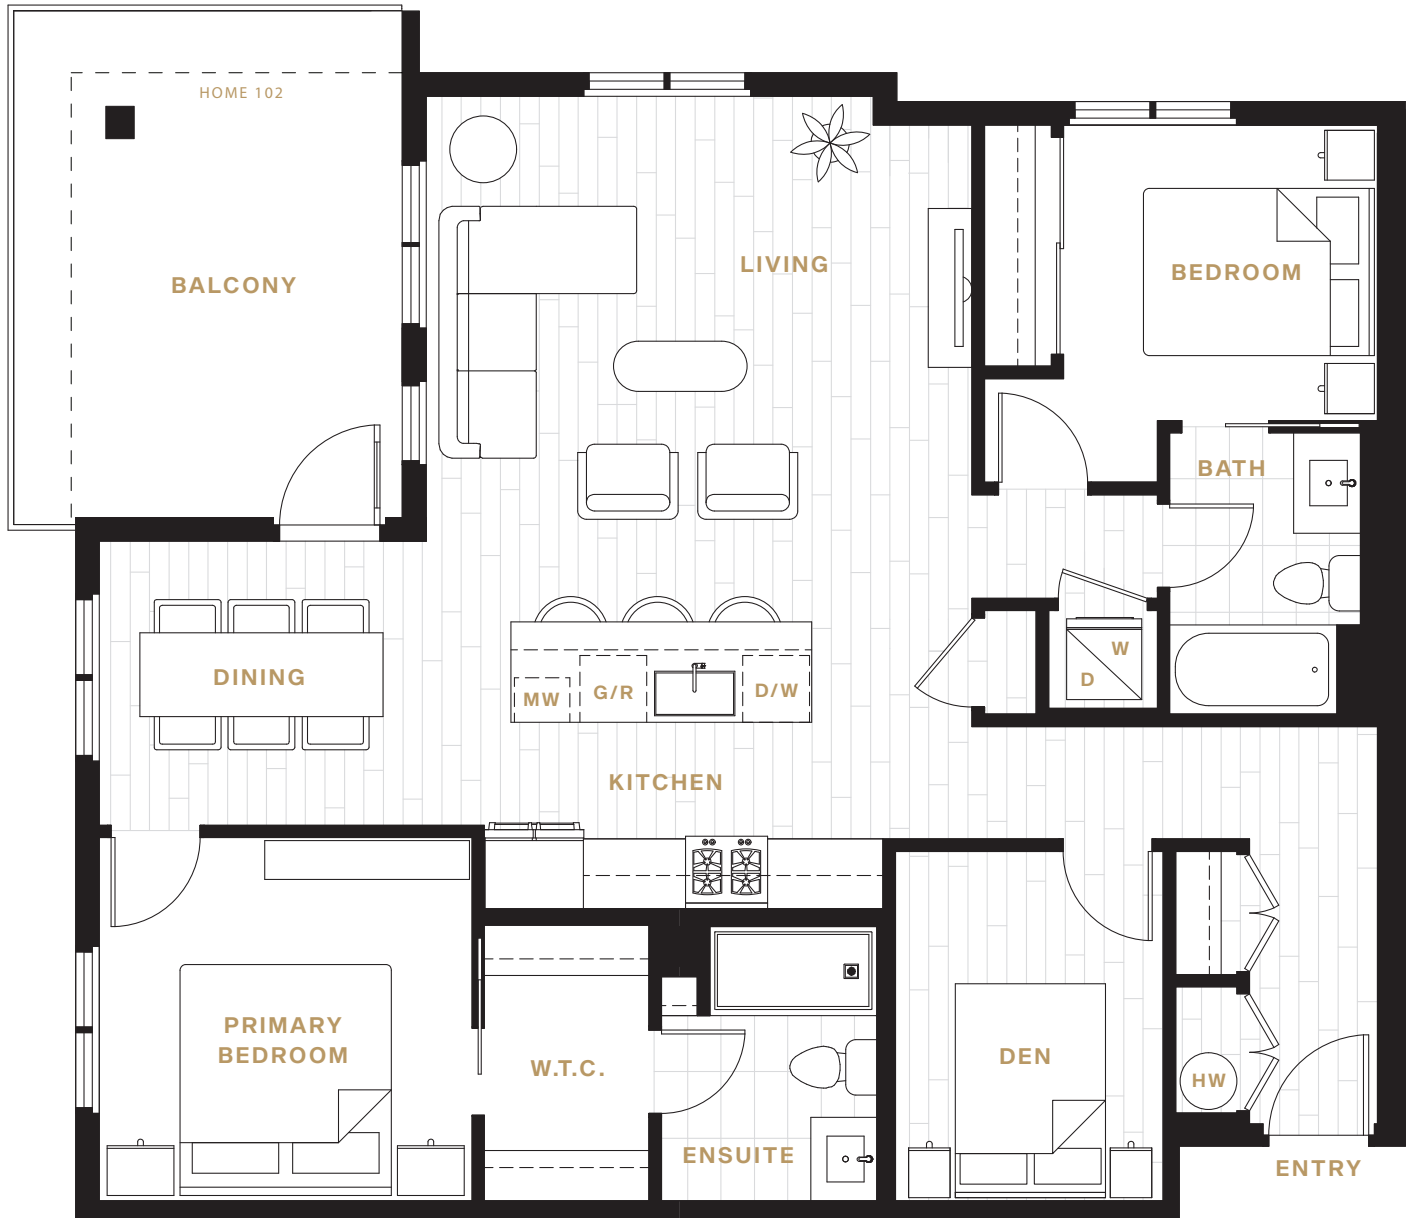 HOME 102
BALCONY
LIVING
BEDROOM
BATH
W
D
DINING
MW
G/R
D/W
KITCHEN
PRIMARY
BEDROOM
W.T.C.
ENSUITE
DEN
HW
ENTRY